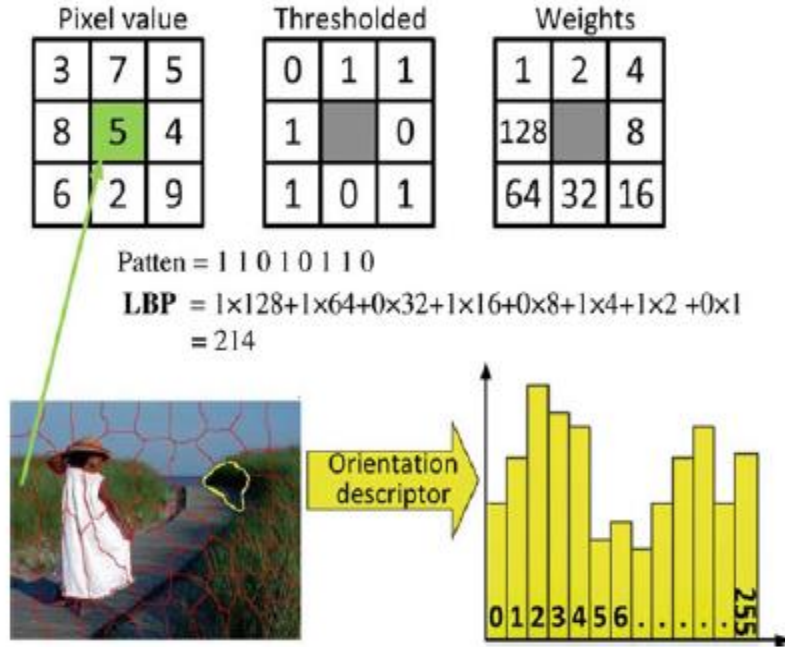 Pixel value Thresholded Weights
3 7 5 0 1 1 1 2 4
8 5 4 1 0 128 8
6 2 9 1 0 1 64 32 16
Patten = 1 1 0 1 0 1 1 0
LBP = 1×128+1×64+0×32+1×16+0×8+1×4+1×2 +0×1
= 214
Orientation
descriptor
0 1 2 3 4 5 6 . . . . . 255